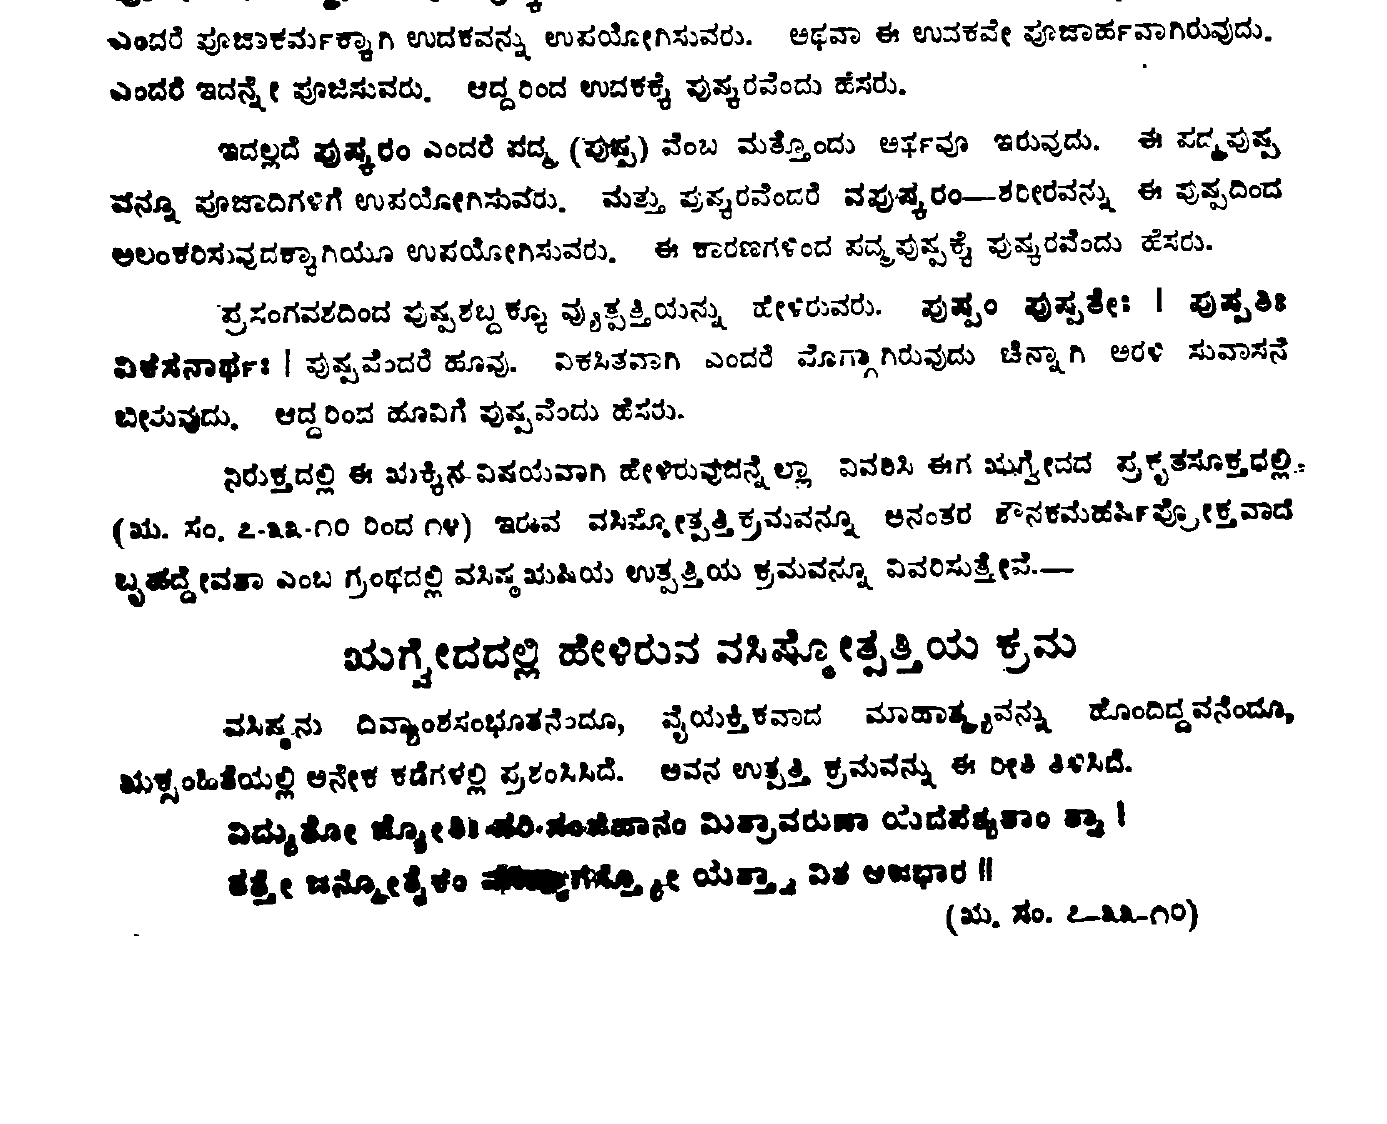 ಎಂದರೆ ಪೂಜಾಕರ್ಮಕ್ಕಾಗಿ ಉದಕವನ್ನು ಉಪಯೋಗಿಸುವರು. ಅಥವಾ ಈ ಉದಕವೇ ಪೂಜಾರ್ಹವಾಗಿರುವುದು.
ಎಂದರೆ ಇದನ್ನೇ ಪೂಜಿಸುವರು. ಆದ್ದರಿಂದ ಉದಕಕ್ಕೆ ಪುಷ್ಕರವೆಂದು ಹೆಸರು.
ಇದಲ್ಲದೆ ಪುಷ್ಕರಂ ಎಂದರೆ ಪದ್ಮ (ಪುಷ್ಪ) ವೆಂಬ ಮತ್ತೊಂದು ಅರ್ಥವೂ ಇರುವುದು. ಈ ಪದ್ಮಪುಷ್ಪ
ವನ್ನೂ ಪೂಜಾದಿಗಳಿಗೆ ಉಪಯೋಗಿಸುವರು. ಮತ್ತು ಪುಷ್ಕರವೆಂದರೆ ವಪುಷ್ಕರಂ—ಶರೀರವನ್ನು ಈ ಪುಷ್ಪದಿಂದ
ಅಲಂಕರಿಸುವುದಕ್ಕಾಗಿಯೂ ಉಪಯೋಗಿಸುವರು. ಈ ಕಾರಣಗಳಿಂದ ಪದ್ಮಪುಷ್ಪಕ್ಕೆ ಪುಷ್ಕರವೆಂದು ಹೆಸರು.
ಪ್ರಸಂಗವಶದಿಂದ ಪುಷ್ಪಶಬ್ದಕ್ಕೂ ವ್ಯುತ್ಪತ್ತಿಯನ್ನು ಹೇಳಿರುವರು. ಪುಷ್ಪಂ ಪುಷ್ಪತೇಃ | ಪುಷ್ಪತಿಃ
ವಿಕಸನಾರ್ಥಃ | ಪುಷ್ಪವೆಂದರೆ ಹೂವು. ವಿಕಸಿತವಾಗಿ ಎಂದರೆ ಮೊಗ್ಗಾಗಿರುವುದು ಚೆನ್ನಾಗಿ ಅರಳಿ ಸುವಾಸನೆ
ಬೀಸುವುದು. ಆದ್ದರಿಂದ ಹೂವಿಗೆ ಪುಷ್ಪವೆಂದು ಹೆಸರು.
ನಿರುಕ್ತದಲ್ಲಿ ಈ ಋಕ್ಕಿನ ವಿಷಯವಾಗಿ ಹೇಳಿರುವುದನ್ನೆಲ್ಲಾ ವಿವರಿಸಿ ಈಗ ಋಗ್ವೇದದ ಪ್ರಕೃತಸೂಕ್ತದಲ್ಲಿ
(ಋ. ಸಂ. ೭-೩೩-೧೦ ರಿಂದ ೧೪) ಇರುವ ವಸಿಷ್ಠೋತ್ಪತ್ತಿಕ್ರಮವನ್ನೂ ಅನಂತರ ಶೌನಕಮಹರ್ಷಿಪ್ರೋಕ್ತವಾದ
ಬೃಹದ್ದೇವತಾ ಎಂಬ ಗ್ರಂಥದಲ್ಲಿ ವಸಿಷ್ಠಋಷಿಯ ಉತ್ಪತ್ತಿಯ ಕ್ರಮವನ್ನೂ ವಿವರಿಸುತ್ತೇವೆ.—
ಋಗ್ವೇದದಲ್ಲಿ ಹೇಳಿರುವ ವಸಿಷ್ಠೋತ್ಪತ್ತಿಯ ಕ್ರಮ
ವಸಿಷ್ಠನು ದಿವ್ಯಾಂಶಸಂಭೂತನೆಂದೂ, ವೈಯಕ್ತಿಕವಾದ ಮಾಹಾತ್ಮ್ಯವನ್ನು ಹೊಂದಿದ್ದವನೆಂದೂ,
ಋಕ್ಸಂಹಿತೆಯಲ್ಲಿ ಅನೇಕ ಕಡೆಗಳಲ್ಲಿ ಪ್ರಶಂಸಿಸಿದೆ. ಅವನ ಉತ್ಪತ್ತಿ ಕ್ರಮವನ್ನು ಈ ರೀತಿ ತಿಳಿಸಿದೆ.
ವಿದ್ಯುತೋ ಜ್ಯೋತಿಃ ಪರಿ ಸಂಜಿಹಾನಂ ಮಿತ್ರಾವರುಣಾ ಯದಪಶ್ಯತಾಂ ತ್ವಾ |
ತತ್ತೇ ಜನ್ಮೋತೈಕಂ ಯತ್ತ್ವಾ ವಿಶ ಆಜಭಾರ ||
(ಋ. ಸಂ. ೭-೩೩-೧೦)